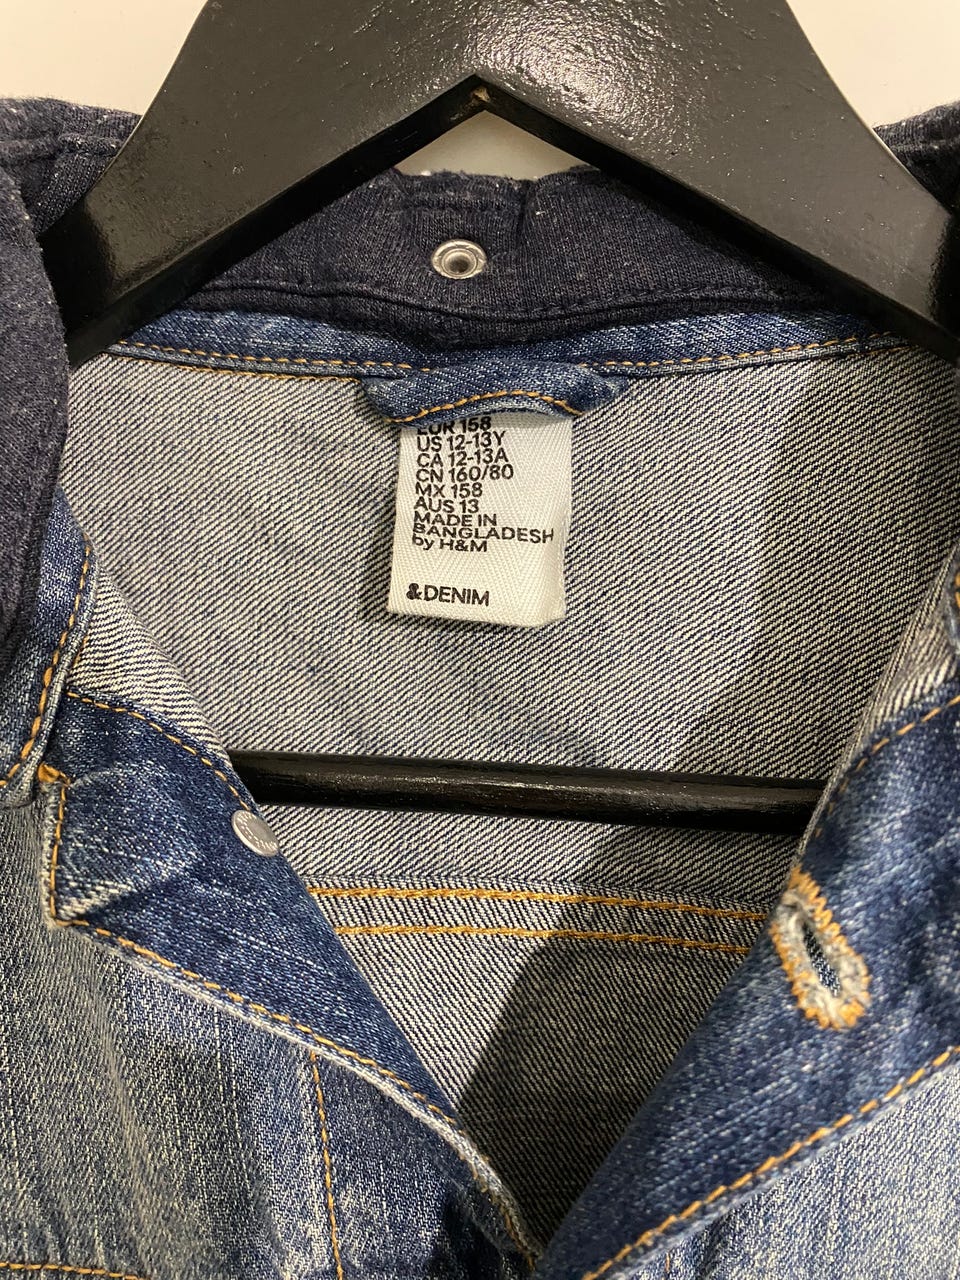 EUR 158
US 12-13Y
CA 12-13A
CN 160/80
MX 158
AUS 13
MADE IN
BANGLADESH
by H&M
&DENIM